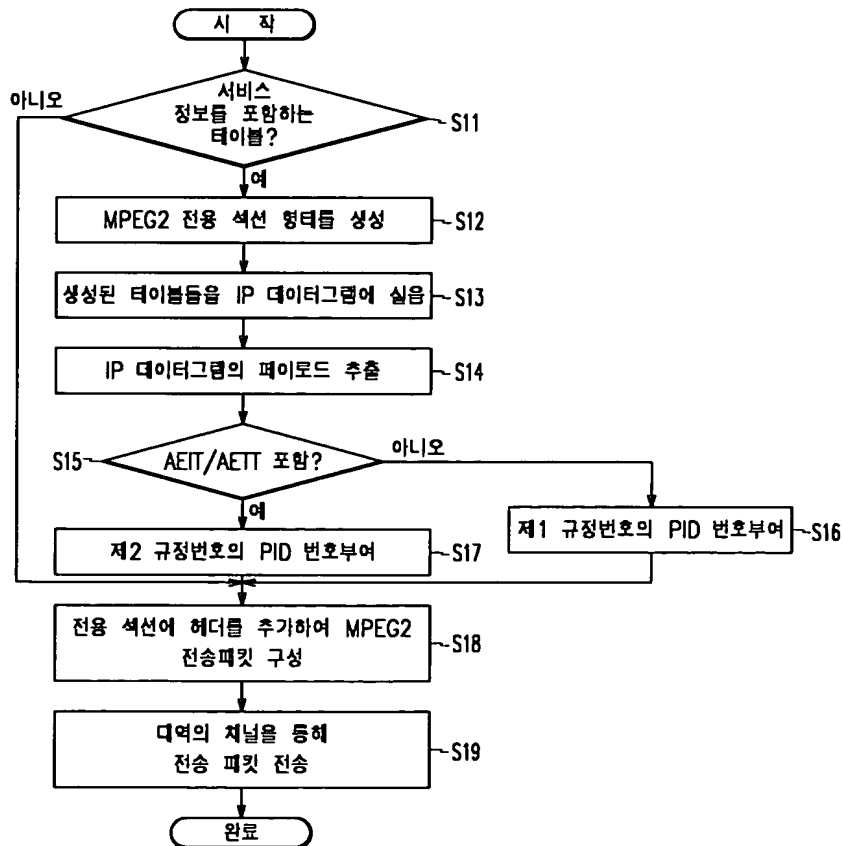 시 작
서비스
정보를 포함하는
테이블?
아니오
S11
예
MPEG2 전용 섹션 형태를 생성
S12
생성된 테이블들을 IP 데이터그램에 실음
S13
IP 데이터그램의 페이로드 추출
S14
S15
AEIT/AETT 포함?
아니오
예
제1 규정번호의 PID 번호부여
S16
제2 규정번호의 PID 번호부여
S17
전용 섹션에 헤더를 추가하여 MPEG2
전송패킷 구성
S18
대역의 채널을 통해
전송 패킷 전송
S19
완료